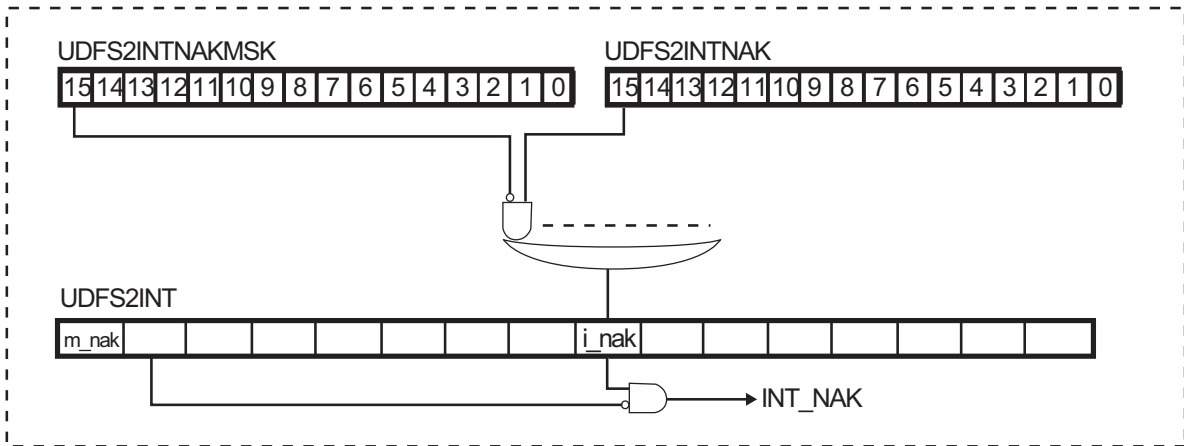 UDFS2INTNAKMSK UDFS2INTNAK
15 14 13 12 11 10 9 8 7 6 5 4 3 2 1 0 15 14 13 12 11 10 9 8 7 6 5 4 3 2 1 0
UDFS2INT
m_nak i_nak
INT_NAK